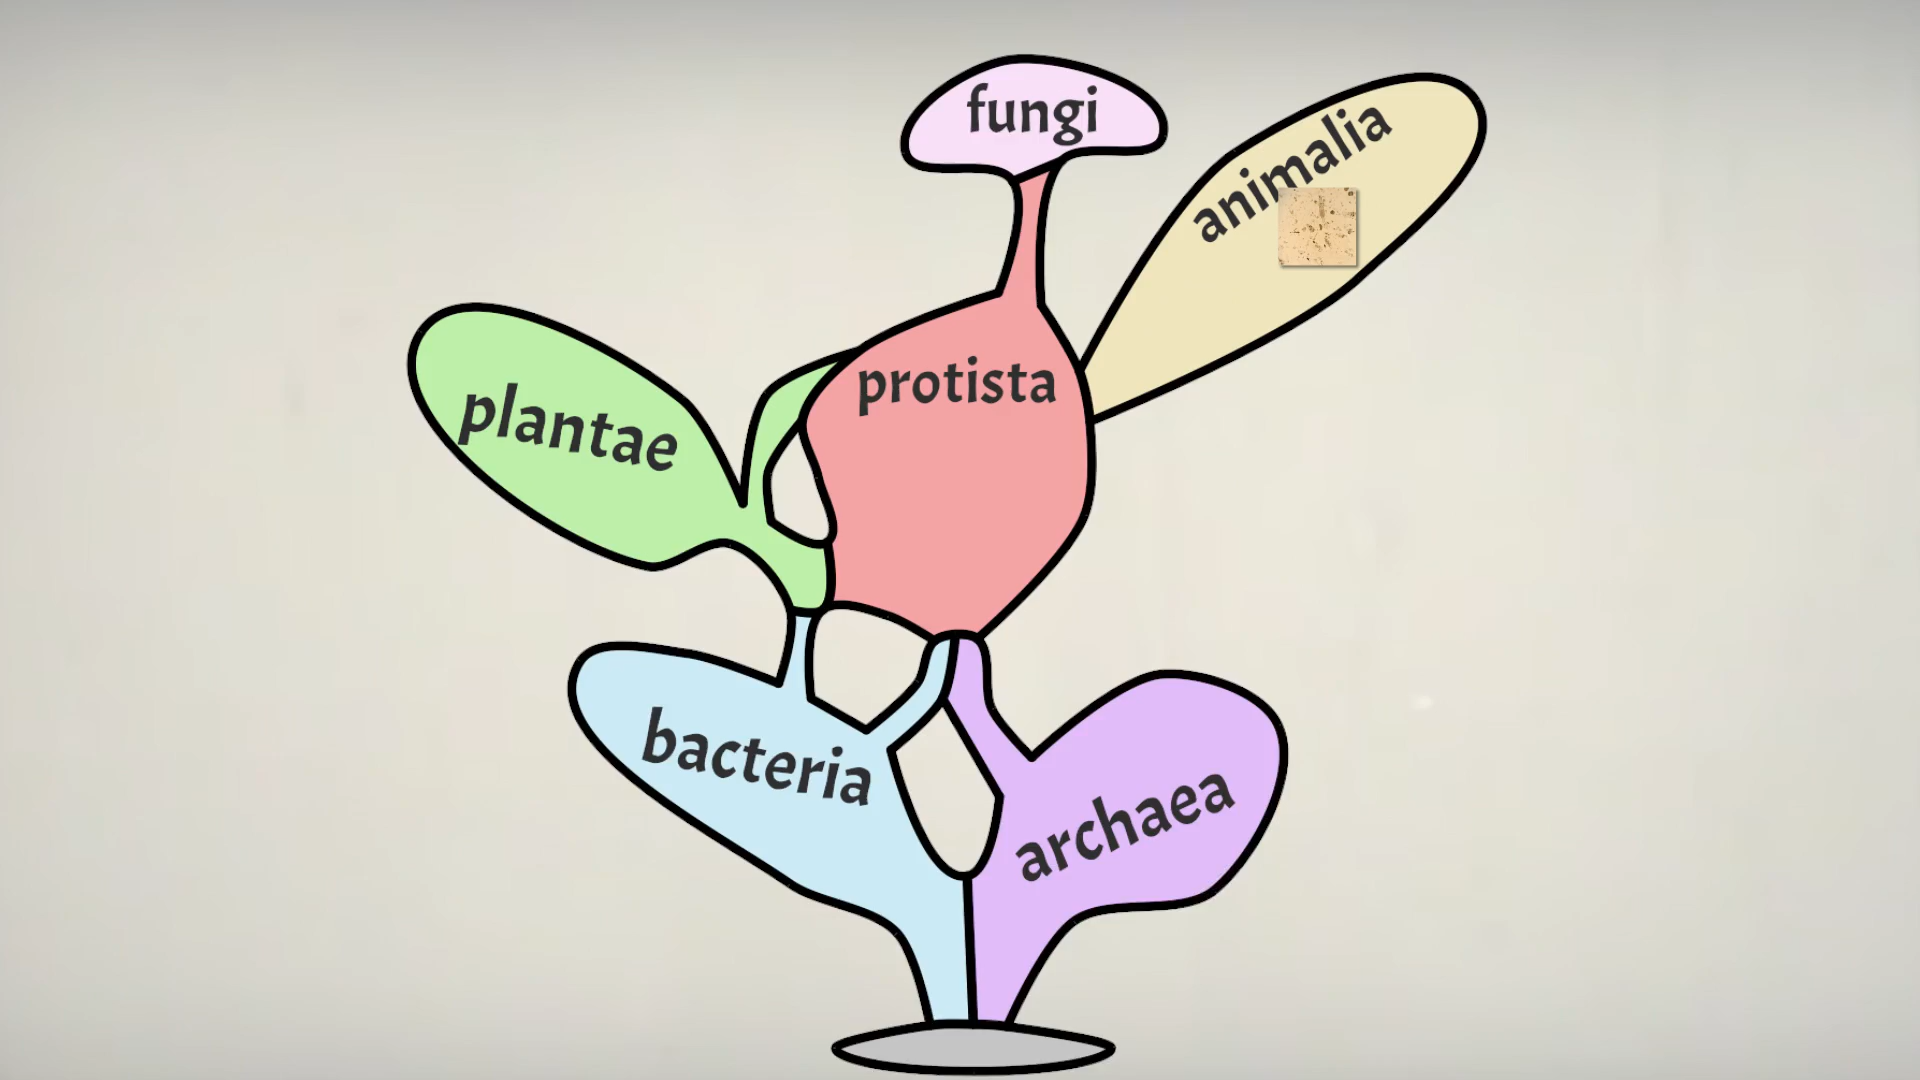 fungi
animalia
protista
plantae
bacteria
archaea